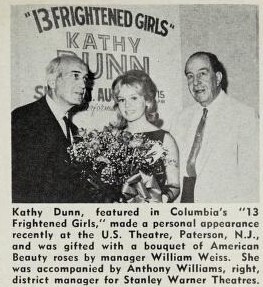 "13 FRIGHTENED GIRLS"
KATHY
DUNN
Kathy Dunn, featured in Columbia's "13
Frightened Girls," made a personal appearance
recently at the U.S. Theatre, Paterson, N.J.,
and was gifted with a bouquet of American
Beauty roses by manager William Weiss. She
was accompanied by Anthony Williams, right,
district manager for Stanley Warner Theatres.